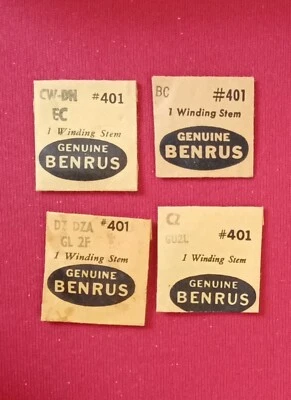 CW-DN #401
EC
1 Winding Stem
GENUINE
BENRUS
BC #401
1 Winding Stem
GENUINE
BENRUS
DZ DZA #401
GL 2F
1 Winding Stem
GENUINE
BENRUS
CZ
#401
1 Winding Stem
GENUINE
BENRUS